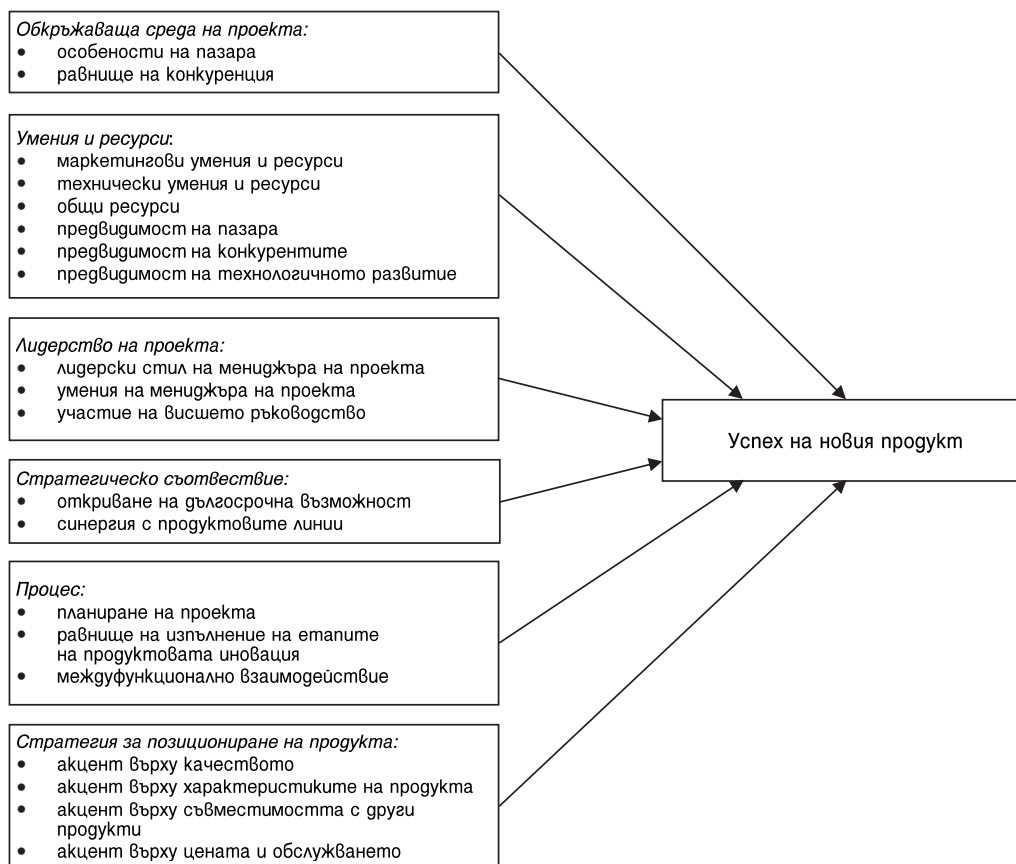 Обкръжаваща среда на проекта:
• особености на пазара
• равнище на конкуренция
Умения и ресурси:
• маркетингови умения и ресурси
• технически умения и ресурси
• общи ресурси
• предвидимост на пазара
• предвидимост на конкурентите
• предвидимост на технологичното развитие
Лидерство на проекта:
• лидерски стил на мениджъра на проекта
• умения на мениджъра на проекта
• участие на висшето ръководство
Стратегическо съотвествие:
• откриване на дългосрочна възможност
• синергия с продуктовите линии
Процес:
• планиране на проекта
• равнище на изпълнение на етапите
на продуктовата иновация
• междуфункционално взаимодействие
Стратегия за позициониране на продукта:
• акцент върху качеството
• акцент върху характеристиките на продукта
• акцент върху съвместимостта с други
продукти
• акцент върху цената и обслужването
Успех на новия продукт